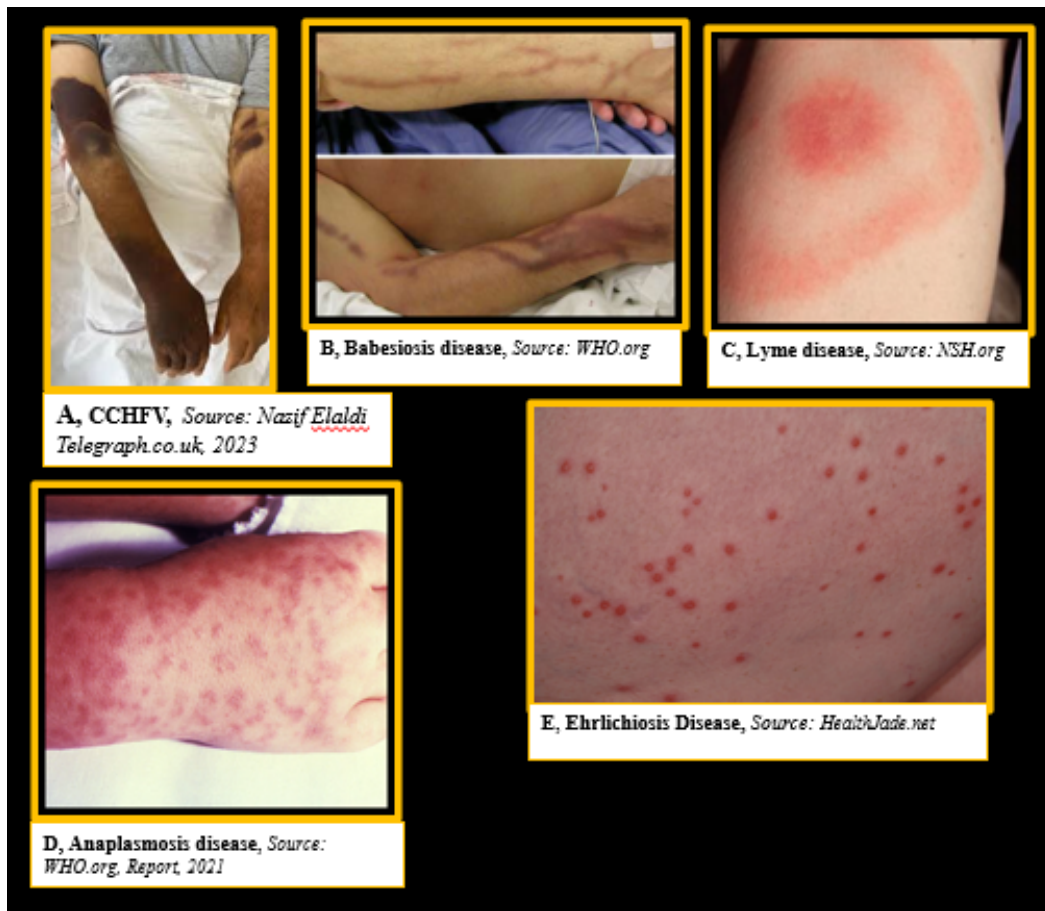 A, CCHFV, Source: Nazif Elaldi
Telegraph.co.uk, 2023
B, Babesiosis disease, Source: WHO.org
C, Lyme disease, Source: NSH.org
D, Anaplasmosis disease, Source:
WHO.org, Report, 2021
E, Ehrlichiosis Disease, Source: HealthJade.net